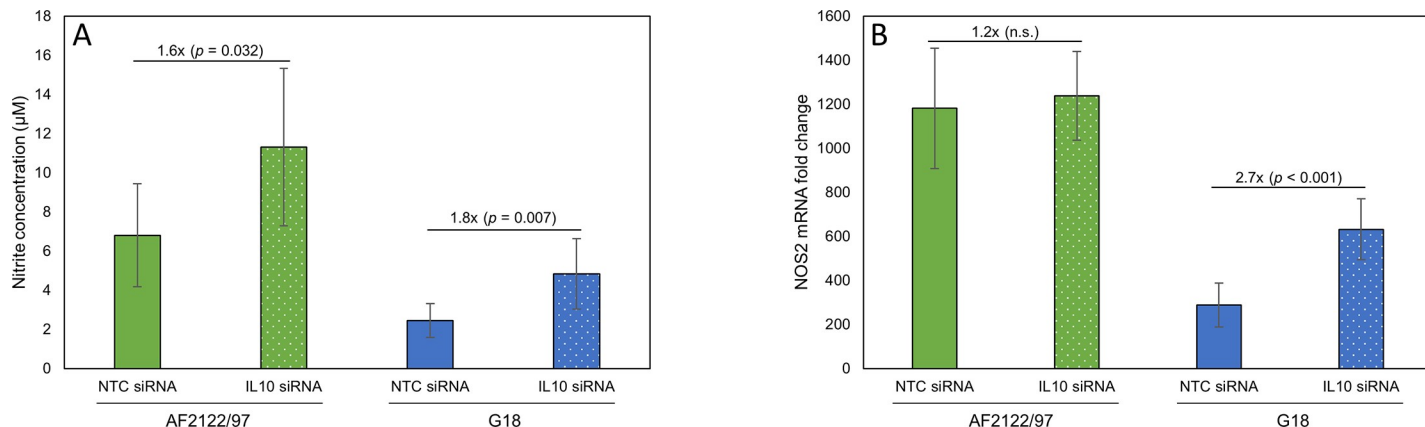 A
Nitrite concentration (µM)
18
16
14
12
10
8
6
4
2
0
1.6x (p = 0.032)
1.8x (p = 0.007)
NTC siRNA
IL10 siRNA
NTC siRNA
IL10 siRNA
AF2122/97
G18
B
NOS2 mRNA fold change
1600
1400
1200
1000
800
600
400
200
0
1.2x (n.s.)
2.7x (p < 0.001)
NTC siRNA
IL10 siRNA
NTC siRNA
IL10 siRNA
AF2122/97
G18